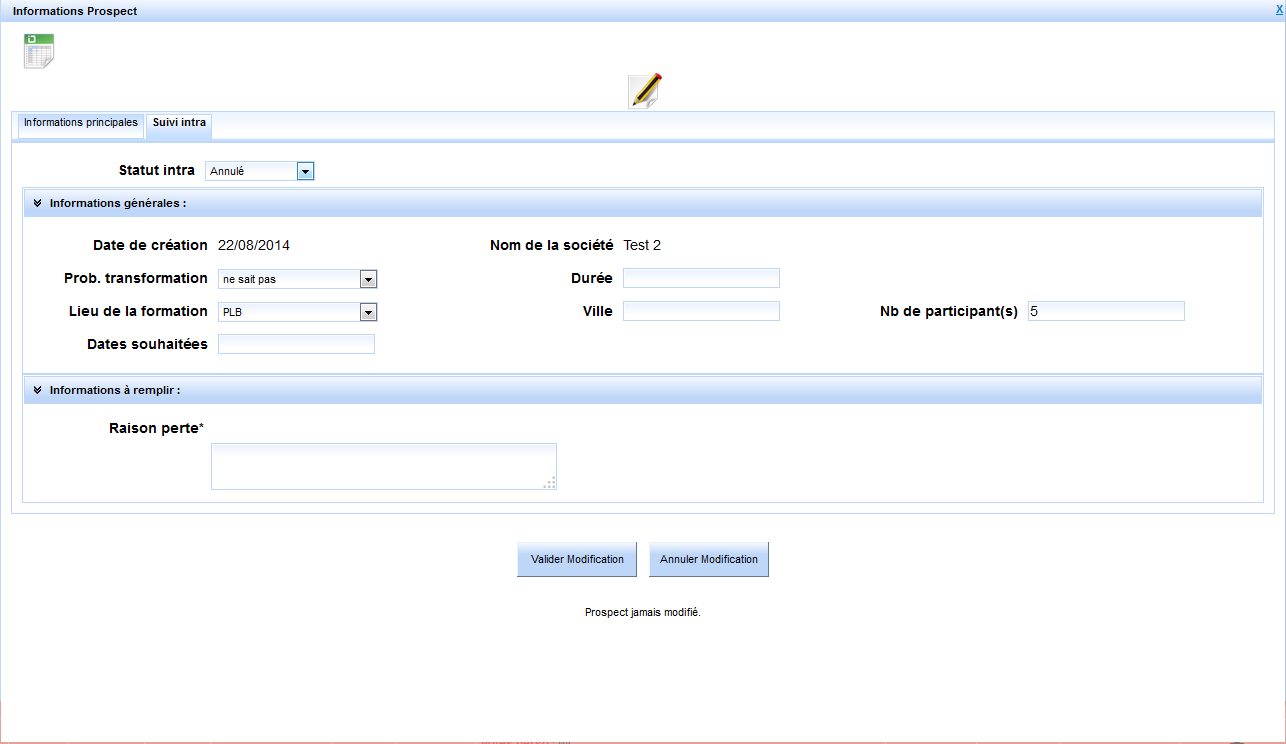 Informations Prospect X
Informations principales Suivi intra
Statut intra Annulé
Informations générales :
Date de création 22/08/2014 Nom de la société Test 2
Prob. transformation ne sait pas Durée
Lieu de la formation PLB Ville Nb de participant(s) 5
Dates souhaitées
Informations à remplir :
Raison perte*
Valider Modification Annuler Modification
Prospect jamais modifié.